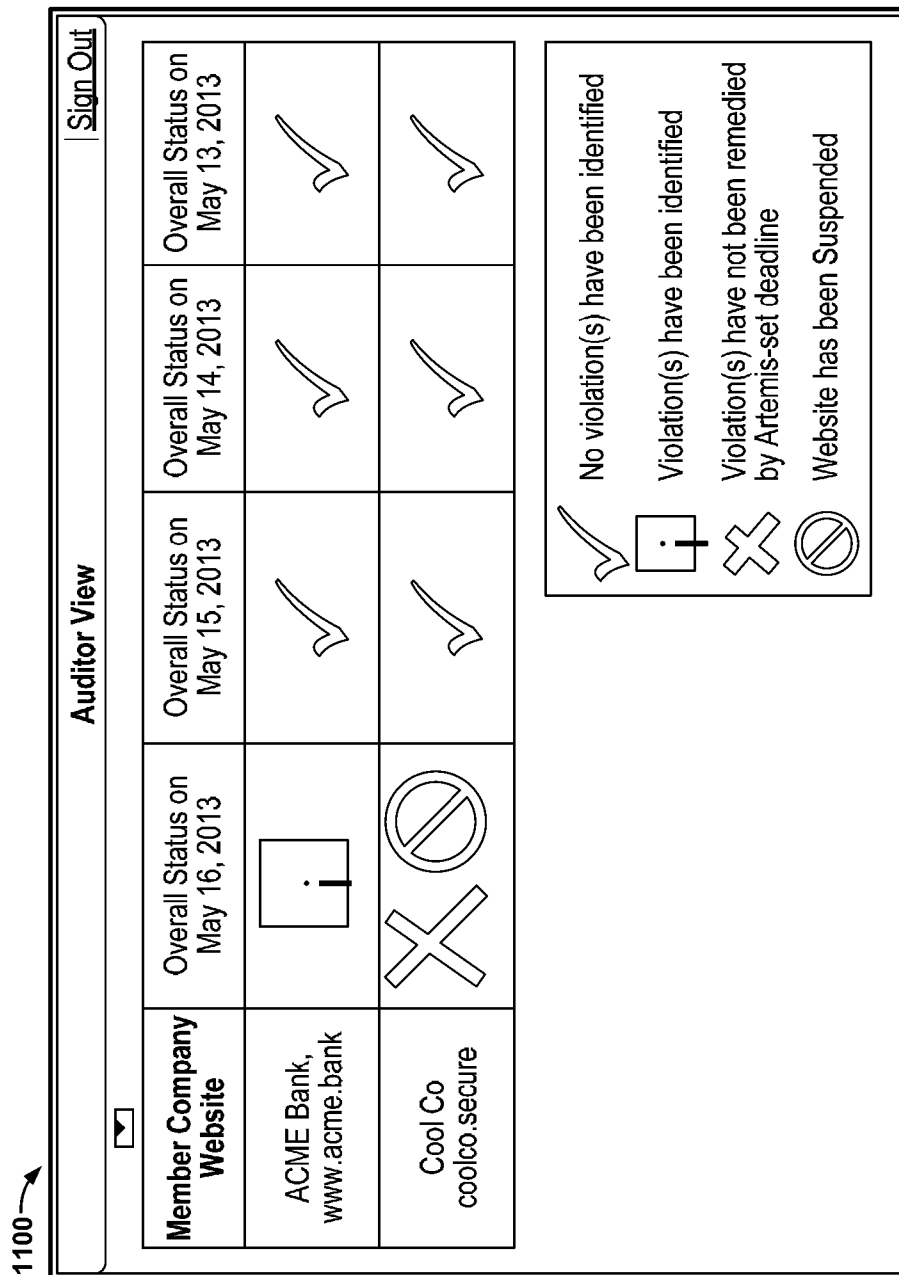 1100
Auditor View
Sign Out
Member Company
Website
Overall Status on
May 16, 2013
Overall Status on
May 15, 2013
Overall Status on
May 14, 2013
Overall Status on
May 13, 2013
ACME Bank,
www.acme.bank
Cool Co
coolco.secure
No violation(s) have been identified
Violation(s) have been identified
Violation(s) have not been remedied
by Artemis-set deadline
Website has been Suspended